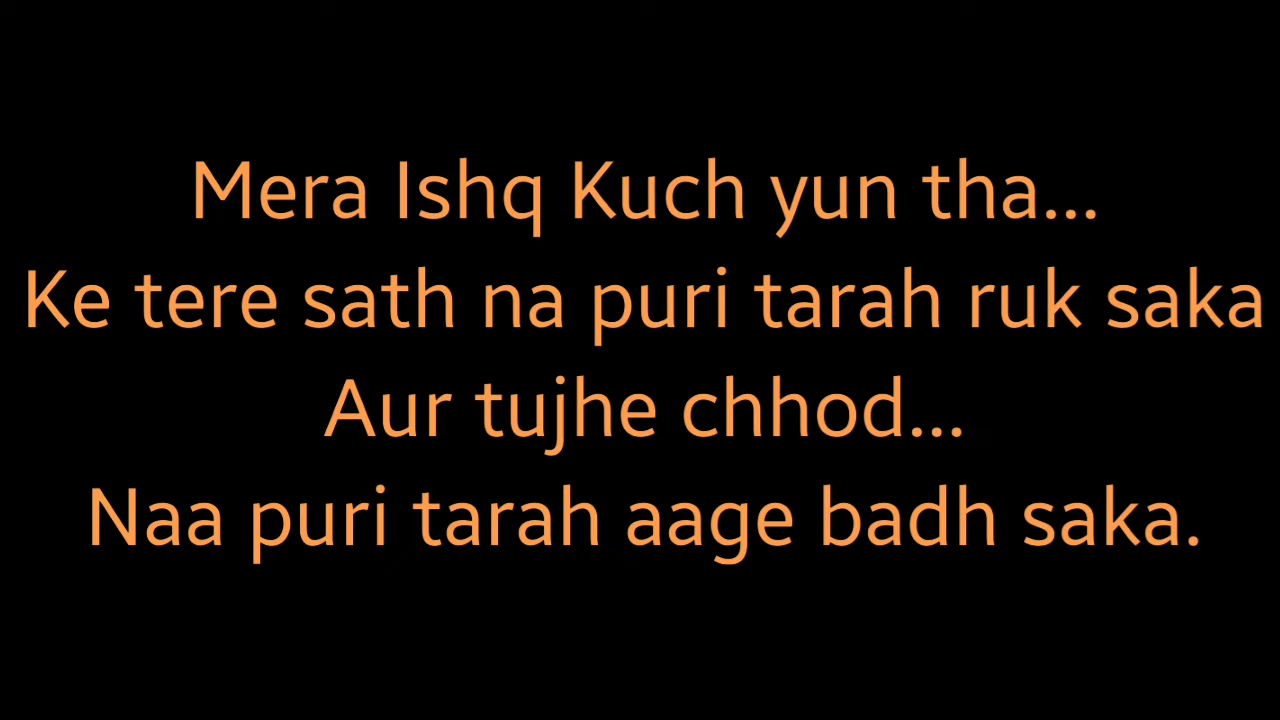 Mera Ishq Kuch yun tha...
Ke tere sath na puri tarah ruk saka
Aur tujhe chhod...
Naa puri tarah aage badh saka.